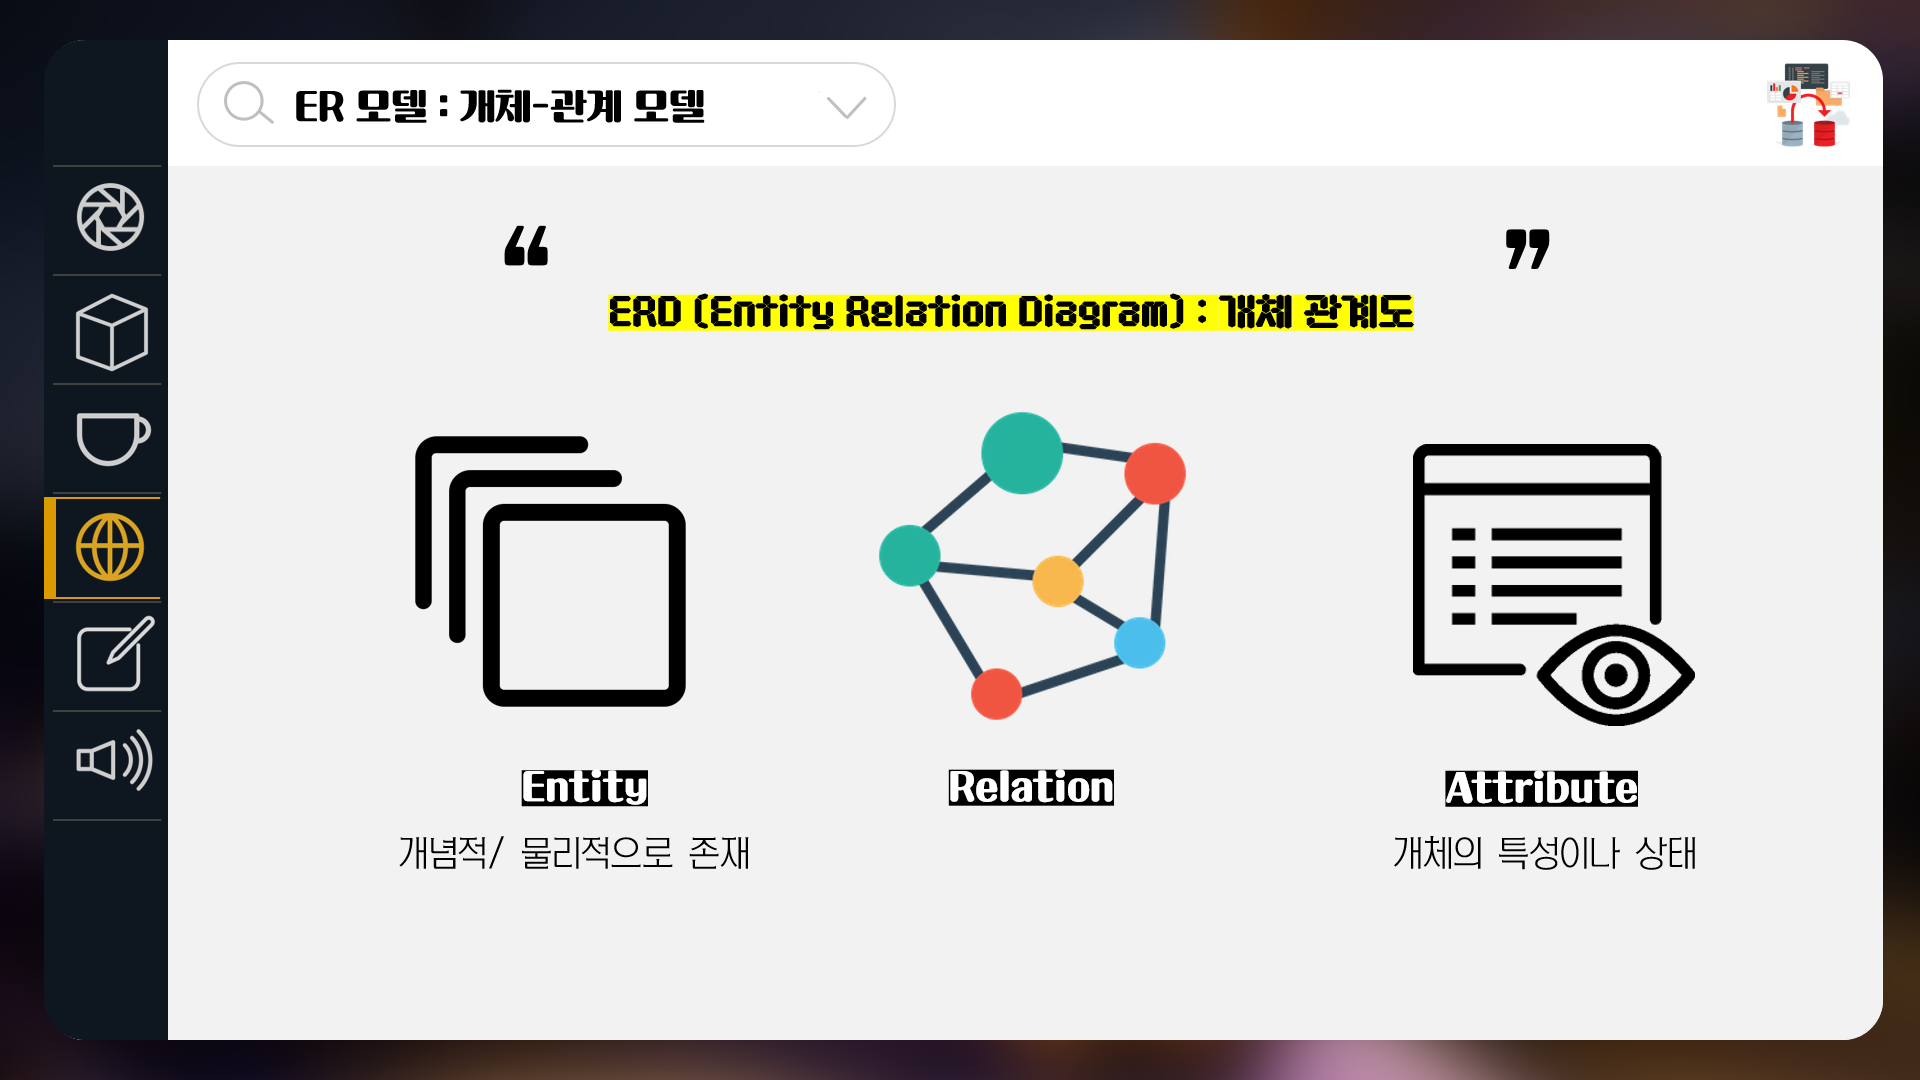 ER 모델 : 개체-관계 모델
“ ”
ERD (Entity Relation Diagram) : 개체 관계도
Entity
Relation
Attribute
개념적/ 물리적으로 존재
개체의 특성이나 상태